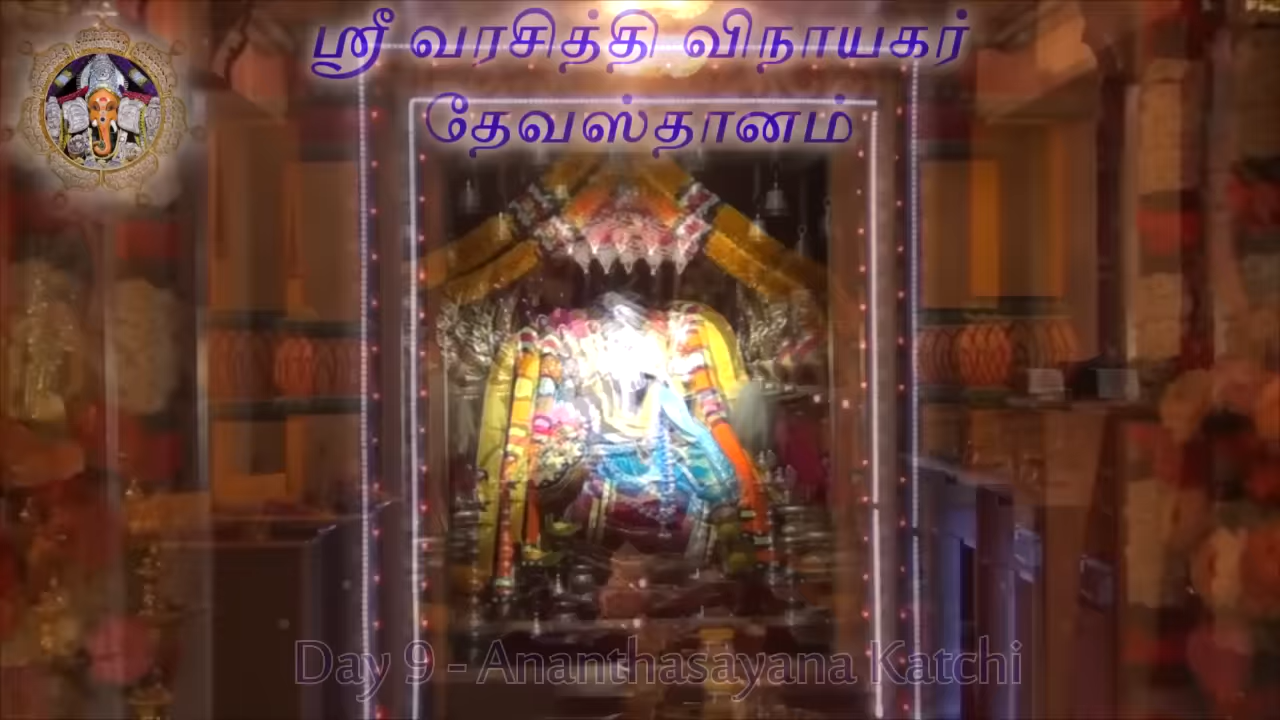 ஸ்ரீ வரசித்தி விநாயகர்
தேவஸ்தானம்
Day 9 - Ananthasayana Katchi